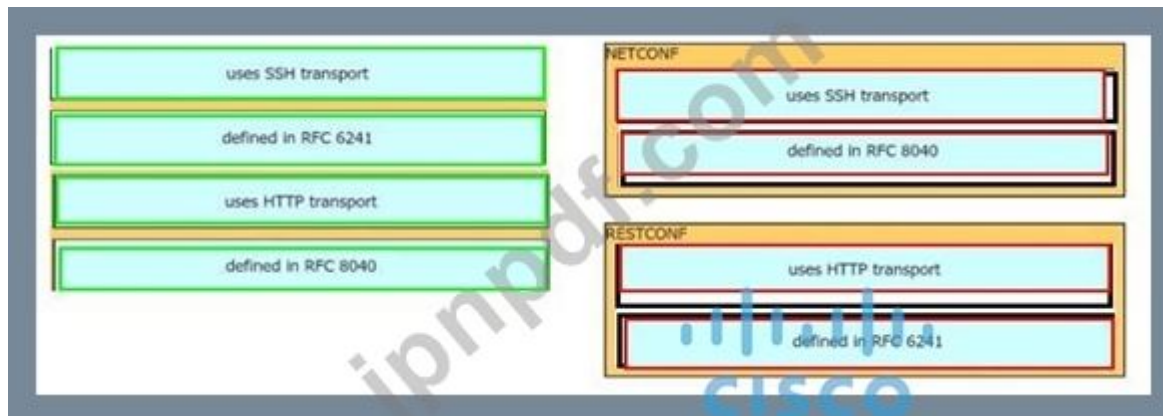 uses SSH transport
defined in RFC 6241
uses HTTP transport
defined in RFC 8040
NETCONF
uses SSH transport
defined in RFC 8040
RESTCONF
uses HTTP transport
defined in RFC 6241
jpnpdf.com
CISCO